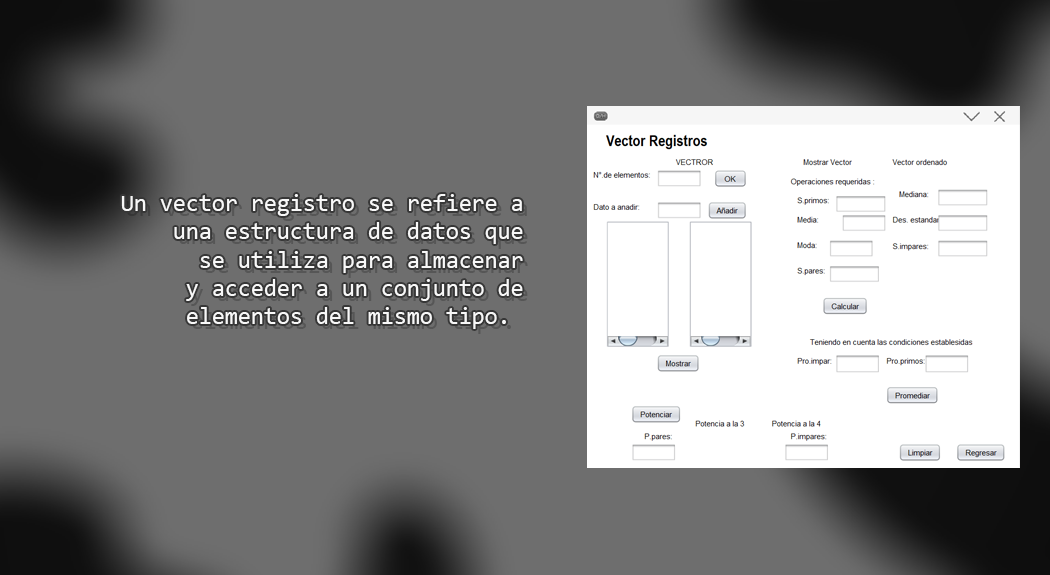 Un vector registro se refiere a
una estructura de datos que
se utiliza para almacenar
y acceder a un conjunto de
elementos del mismo tipo.
Vector Registros
VECTROR
N°.de elementos:
OK
Dato a anadir:
Añadir
Mostrar
Mostrar Vector
Vector ordenado
Operaciones requeridas :
S.primos:
Mediana:
Media:
Des. estandar
Moda:
S.impares:
S.pares:
Calcular
Teniendo en cuenta las condiciones establesidas
Pro.impar:
Pro.primos:
Promediar
Potenciar
Potencia a la 3
Potencia a la 4
P.pares:
P.impares:
Limpiar
Regresar